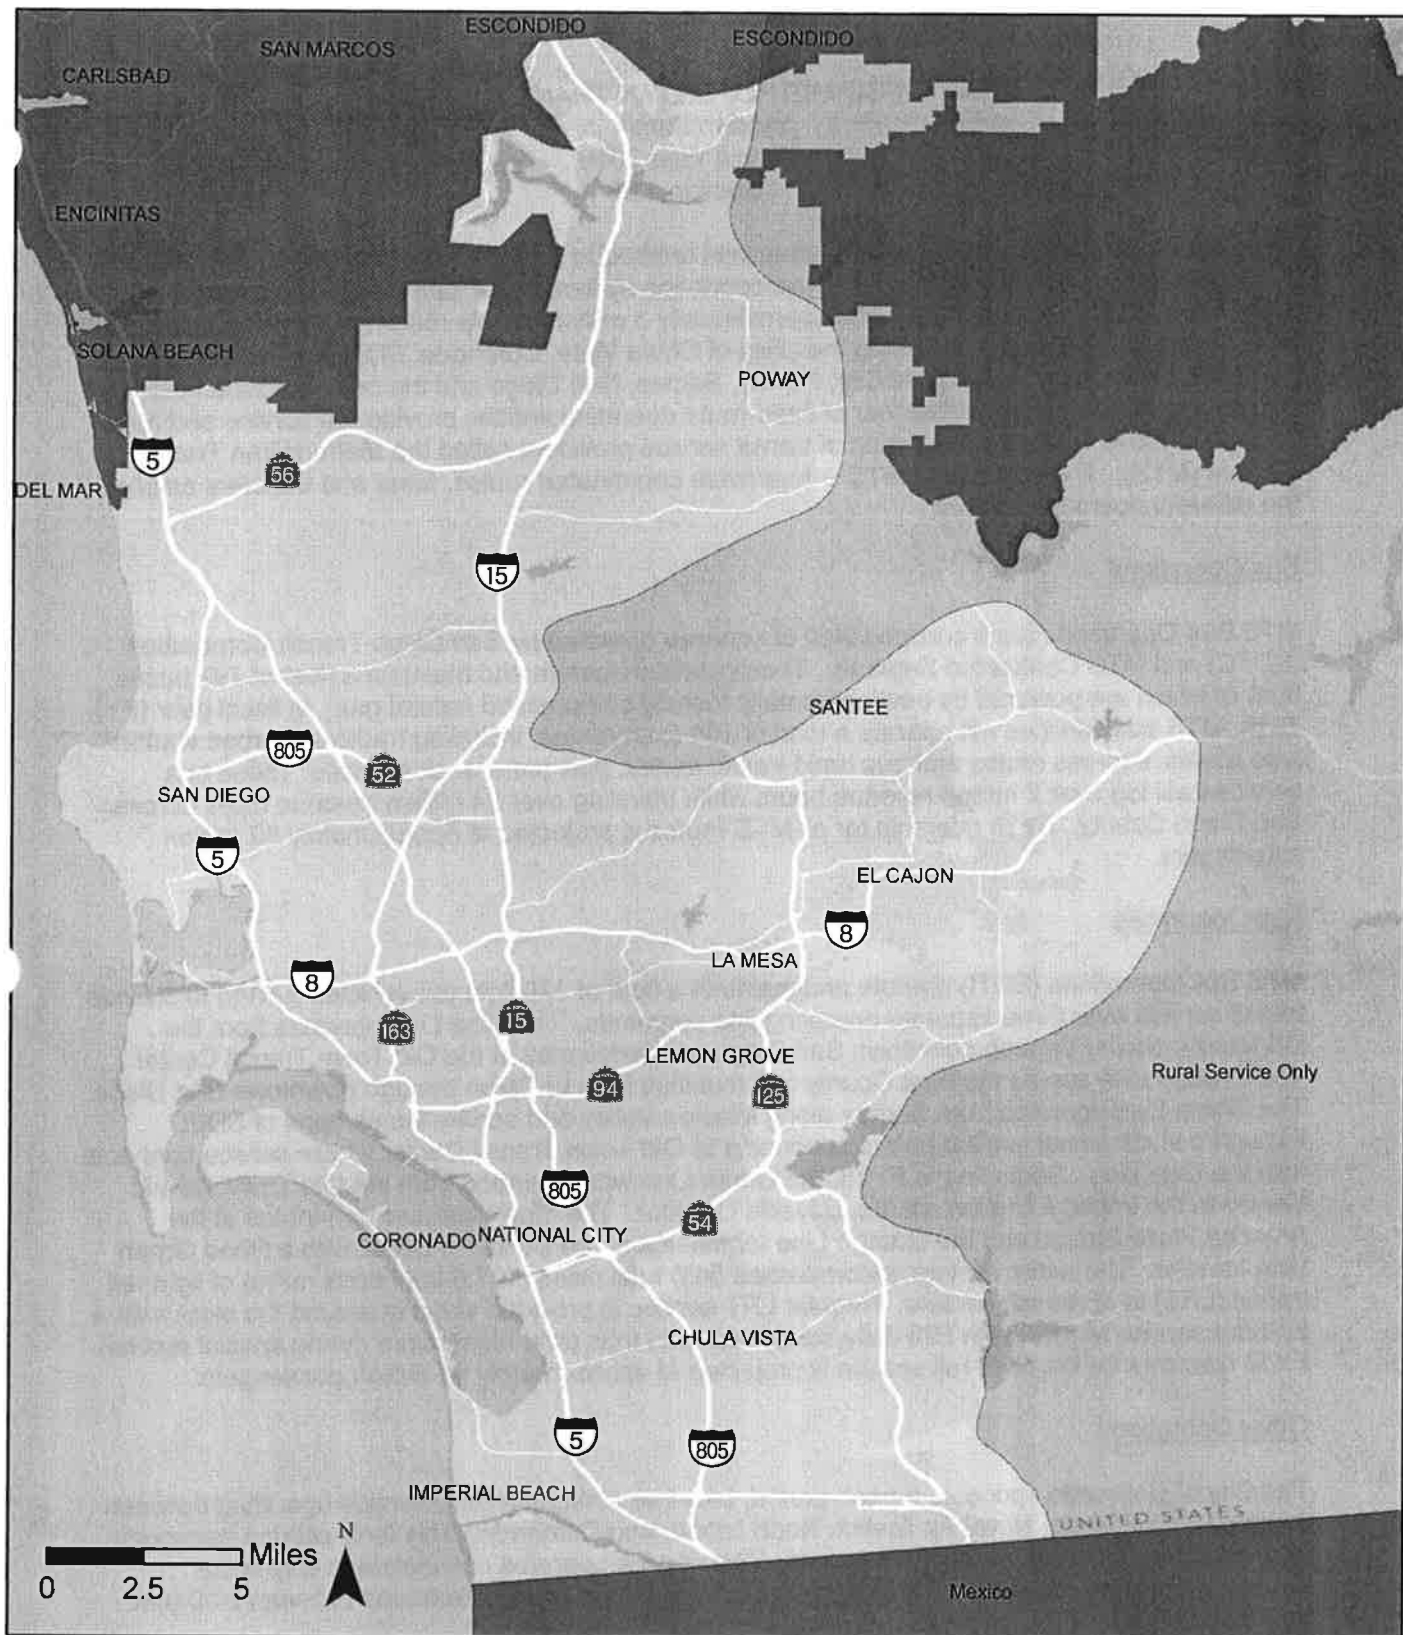 ESCONDIDO
ESCONDIDO
SAN MARCOS
CARLSBAD
ENCINITAS
SOLANA BEACH
POWAY
5
56
DEL MAR
15
SANTEE
805
52
SAN DIEGO
5
EL CAJON
8
LA MESA
8
163
15
LEMON GROVE
94
125
Rural Service Only
805
54
CORONADO
NATIONAL CITY
CHULA VISTA
5
805
IMPERIAL BEACH
UNITED STATES
N
Miles
0 2.5 5
Mexico